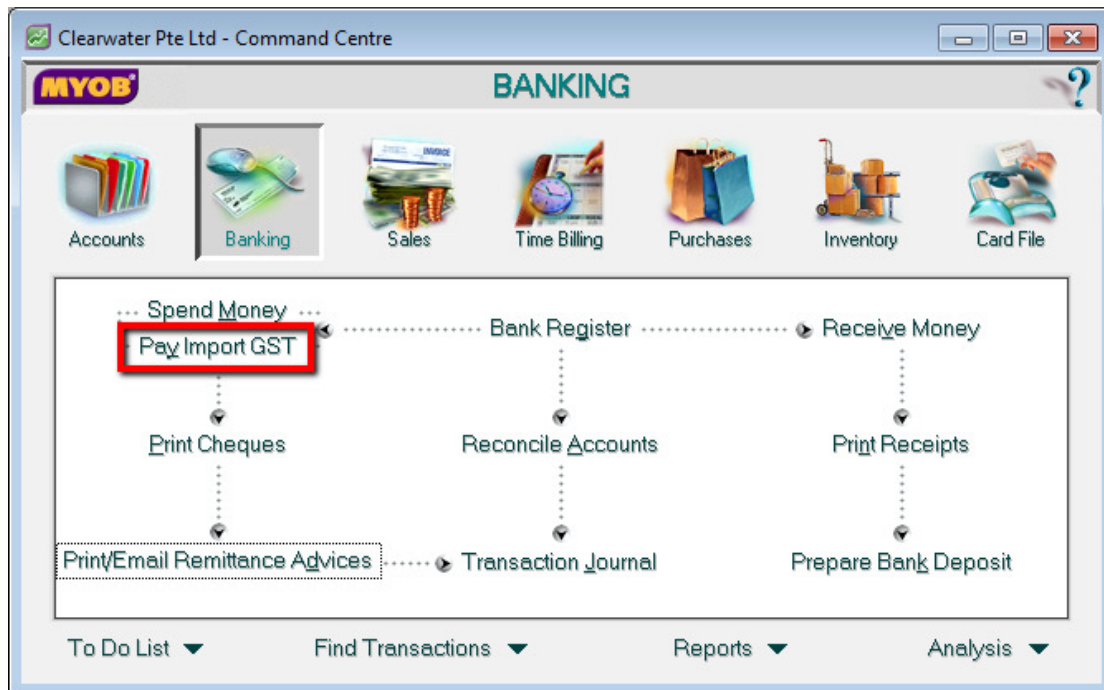 Clearwater Pte Ltd - Command Centre
MYOB BANKING ?
Accounts Banking Sales Time Billing Purchases Inventory Card File
INVOICE
Spend Money
Bank Register Receive Money
Pay Import GST
Print Cheques Reconcile Accounts Print Receipts
Print/Email Remittance Advices Transaction Journal Prepare Bank Deposit
To Do List Find Transactions Reports Analysis